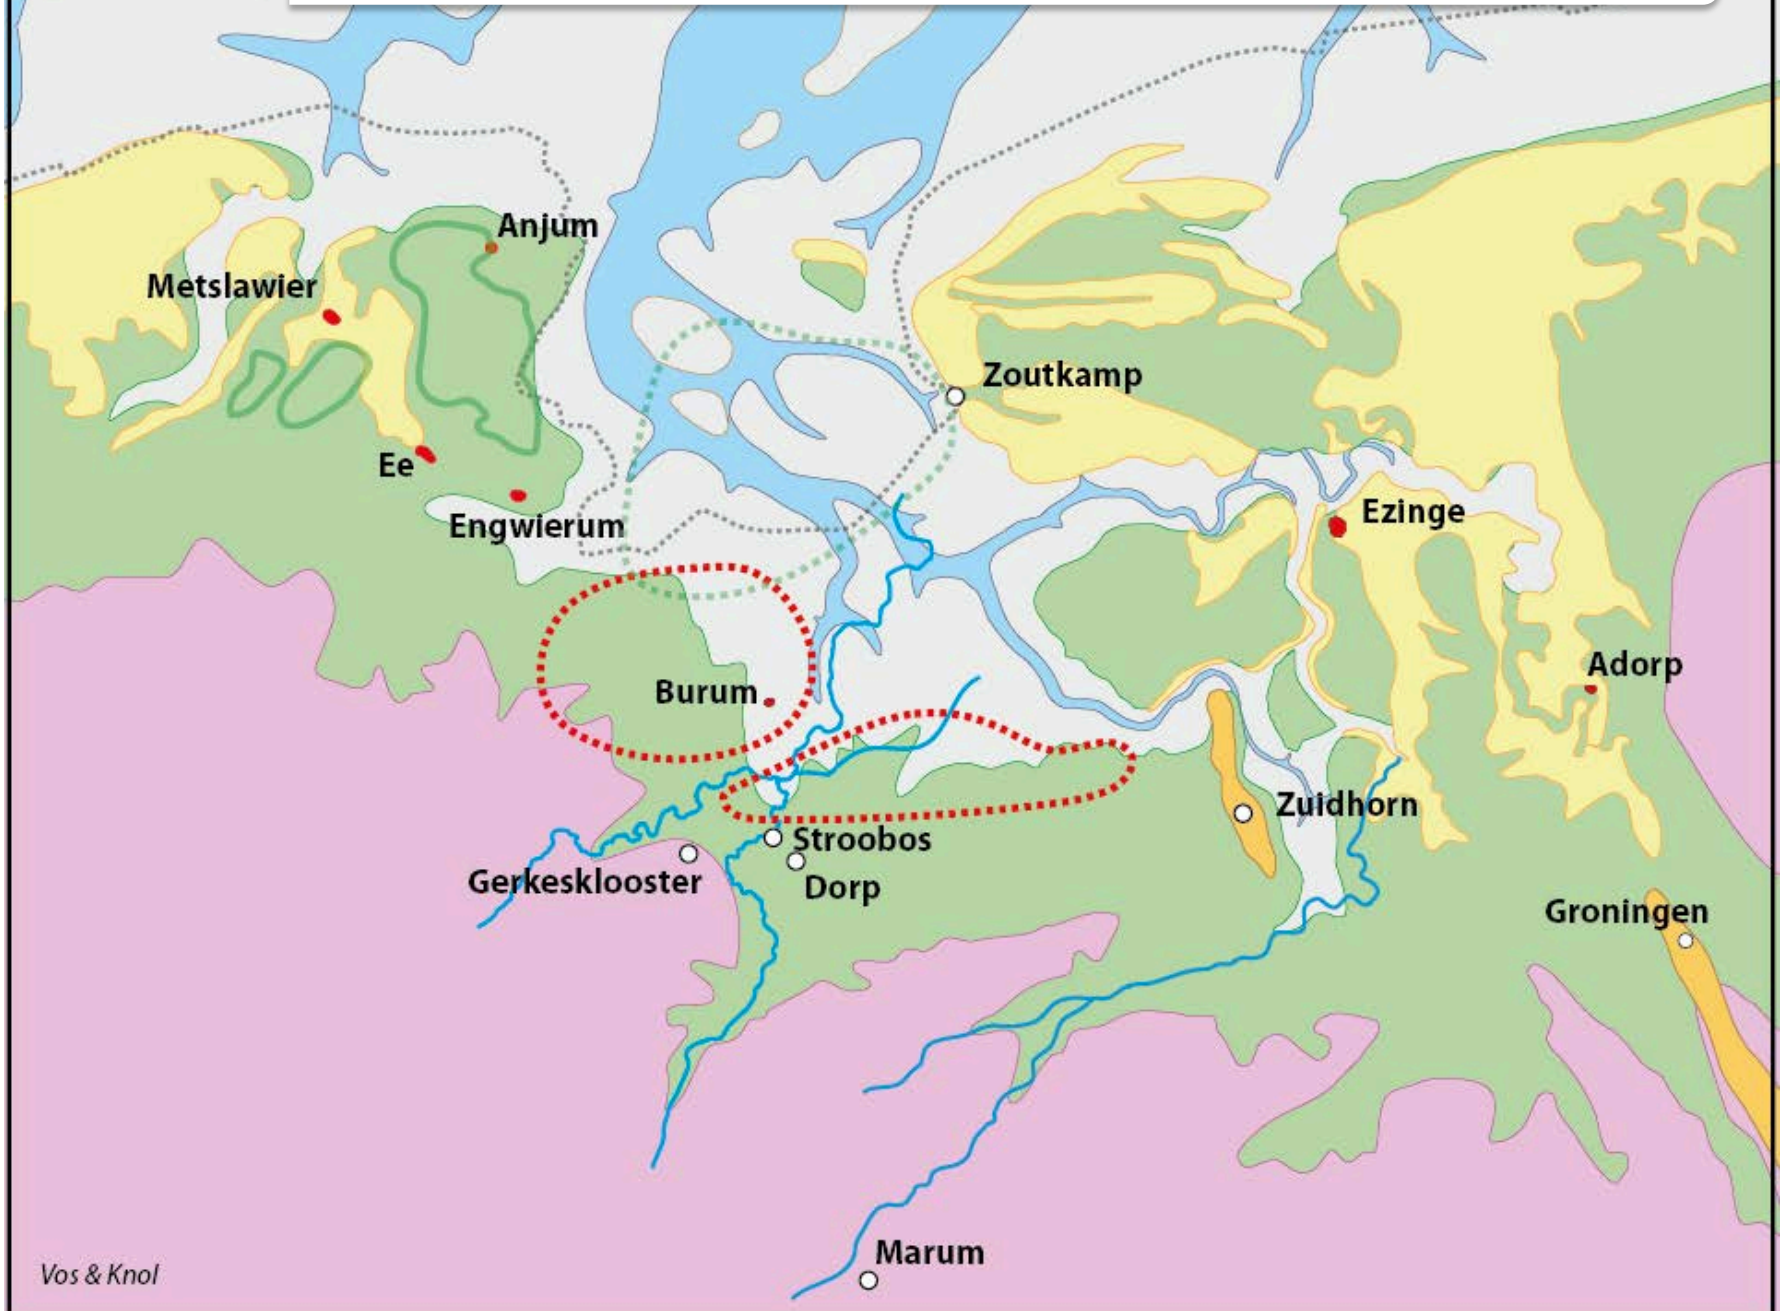 Anjum
Metslawier
Zoutkamp
Ee
Ezinge
Engwierum
Adorp
Burum
Zuidhorn
Stroobos
Gerkesklooster
Dorp
Groningen
Marum
Vos & Knol